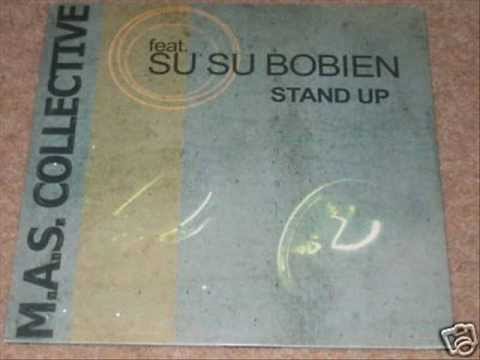 M.A.S. COLLECTIVE
feat.
SU SU BOBIEN
STAND UP